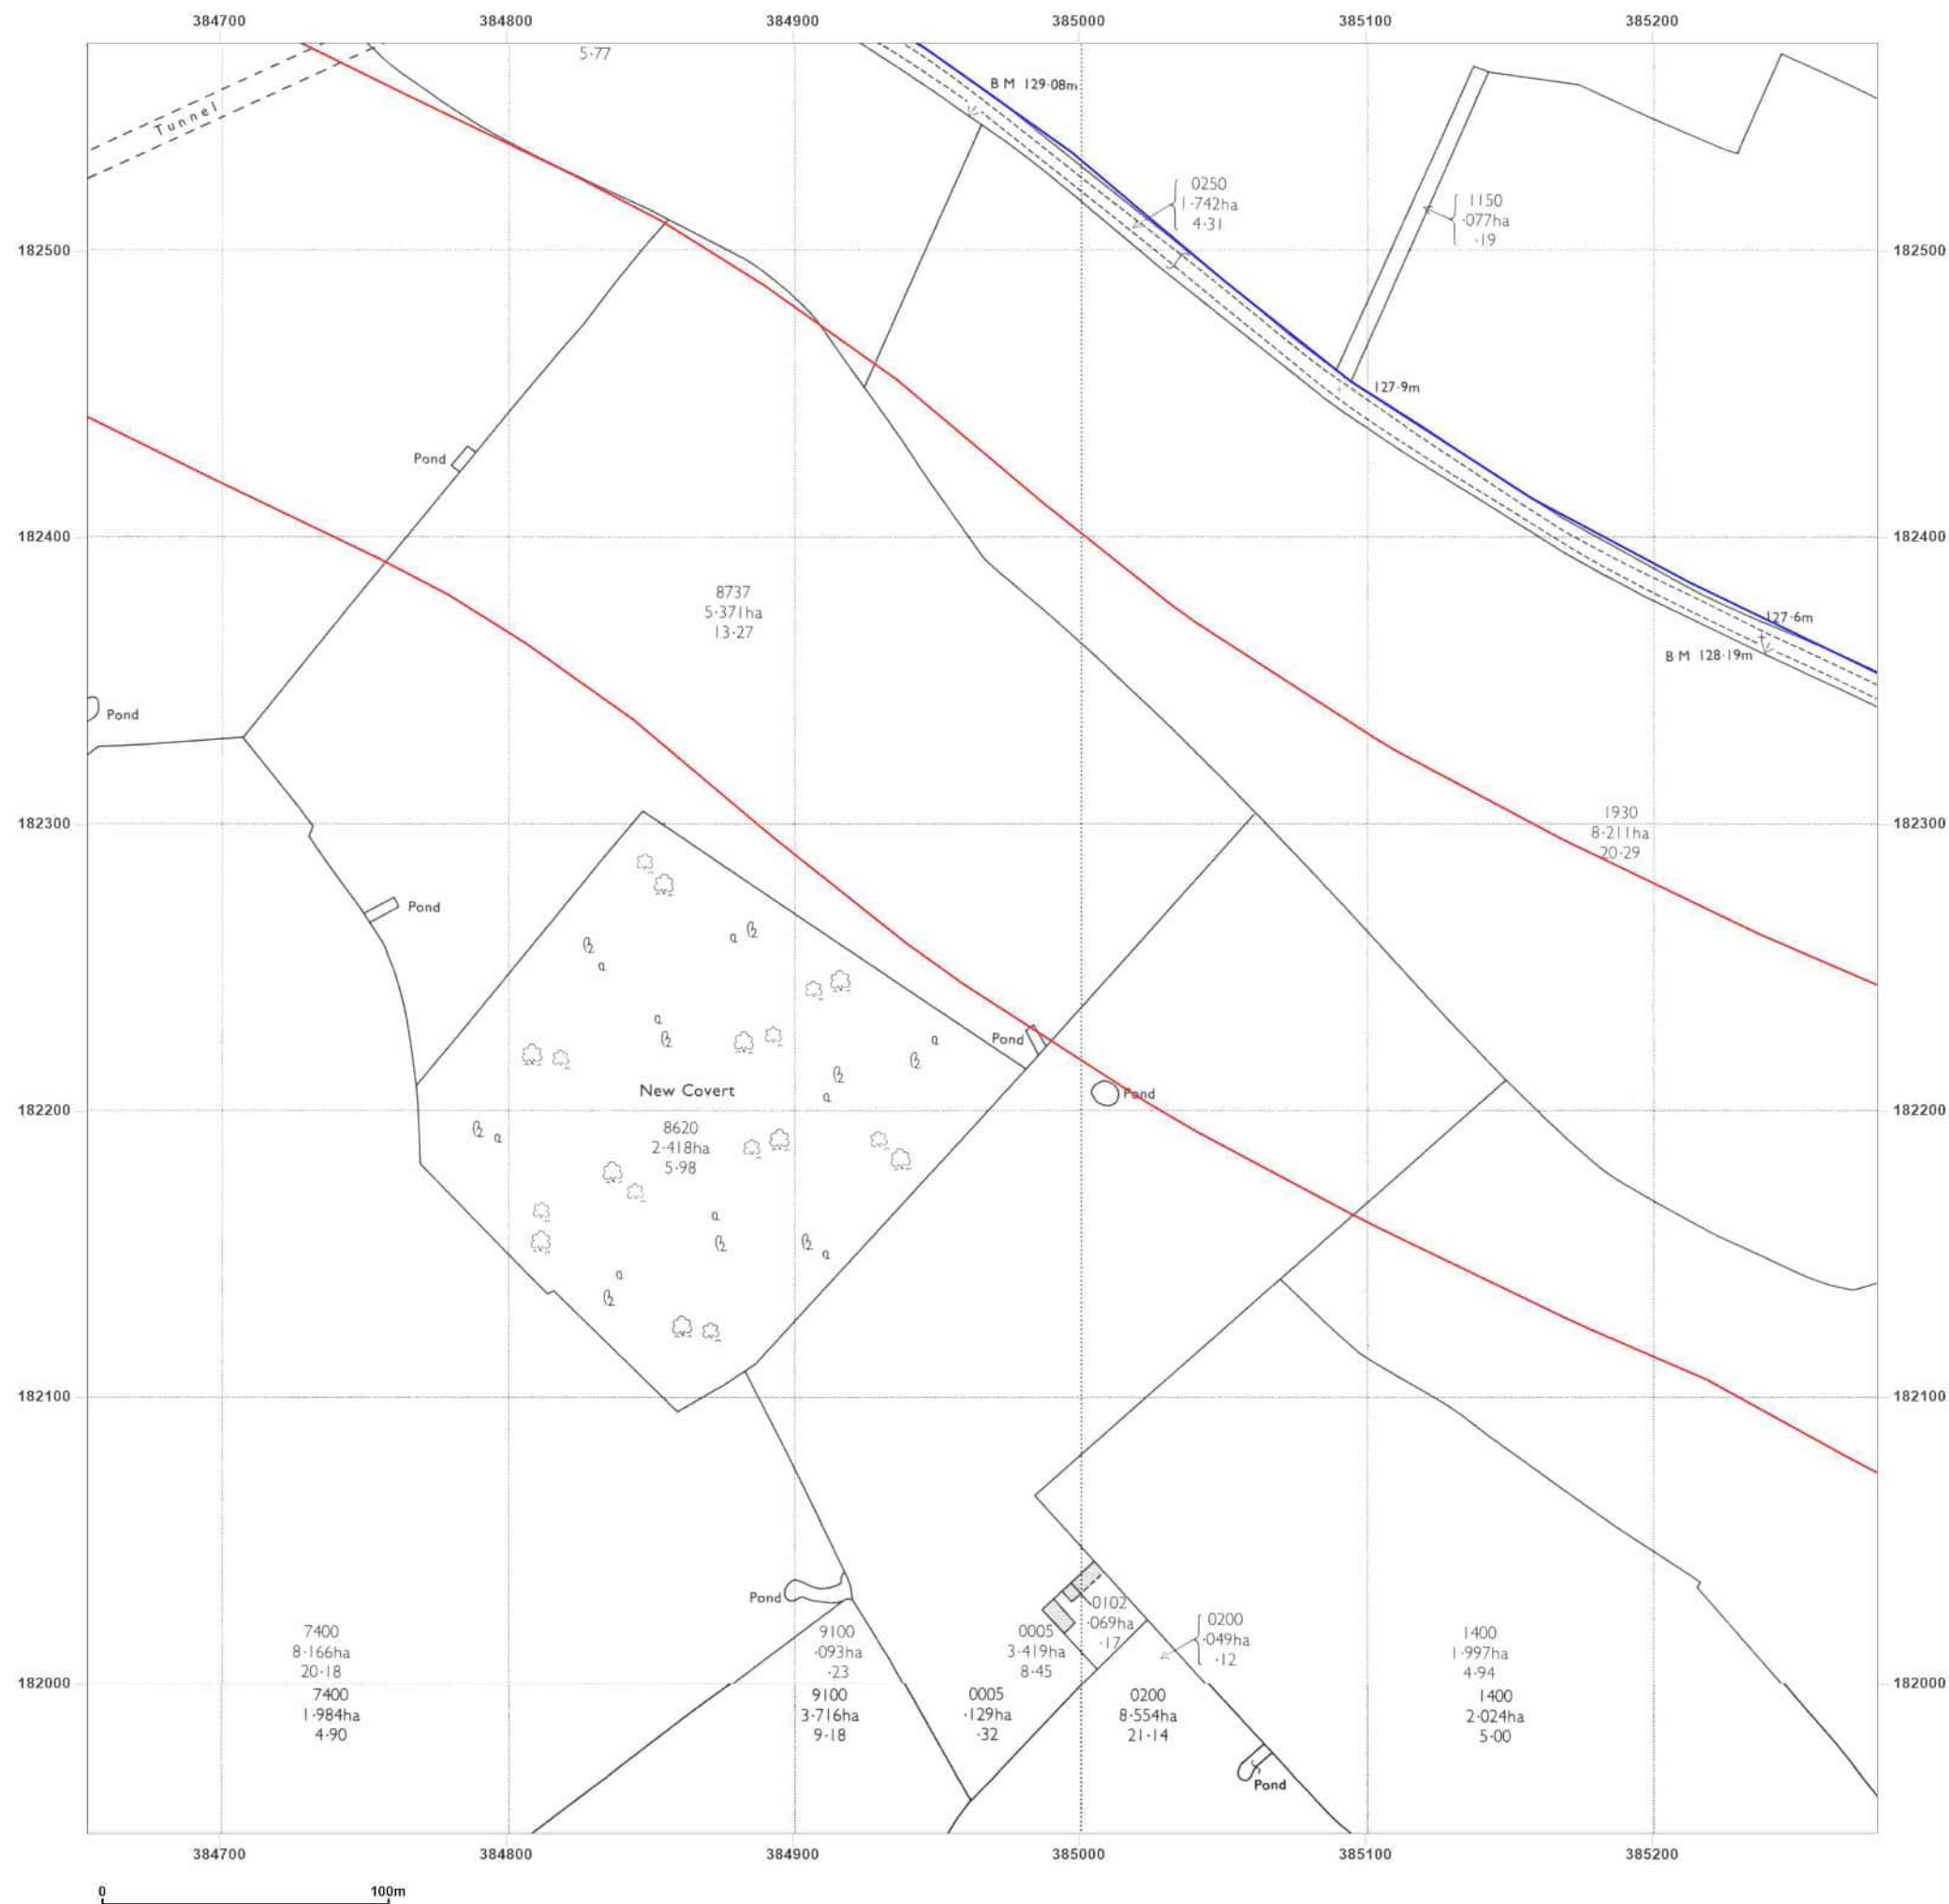 384700 384800 384900 385000 385100 385200
5·77
Tunnel
BM 129·08m
0250
1·742ha
4·31
1150
·077ha
·19
182500 182500
127·9m
Pond
182400 182400
8737
5·371ha
13·27
127·6m
BM 128·19m
Pond
182300 182300
1930
8·211ha
20·29
Pond
Pond
New Covert
Pond
182200 182200
8620
2·418ha
5·98
182100 182100
Pond
0102
·069ha
·17
0200
·049ha
·12
7400
8·166ha
20·18
9100
·093ha
·23
0005
3·419ha
8·45
1400
1·997ha
4·94
182000 182000
7400
1·984ha
4·90
9100
3·716ha
9·18
0005
·129ha
·32
0200
8·554ha
21·14
1400
2·024ha
5·00
Pond
384700 384800 384900 385000 385100 385200
0 100m